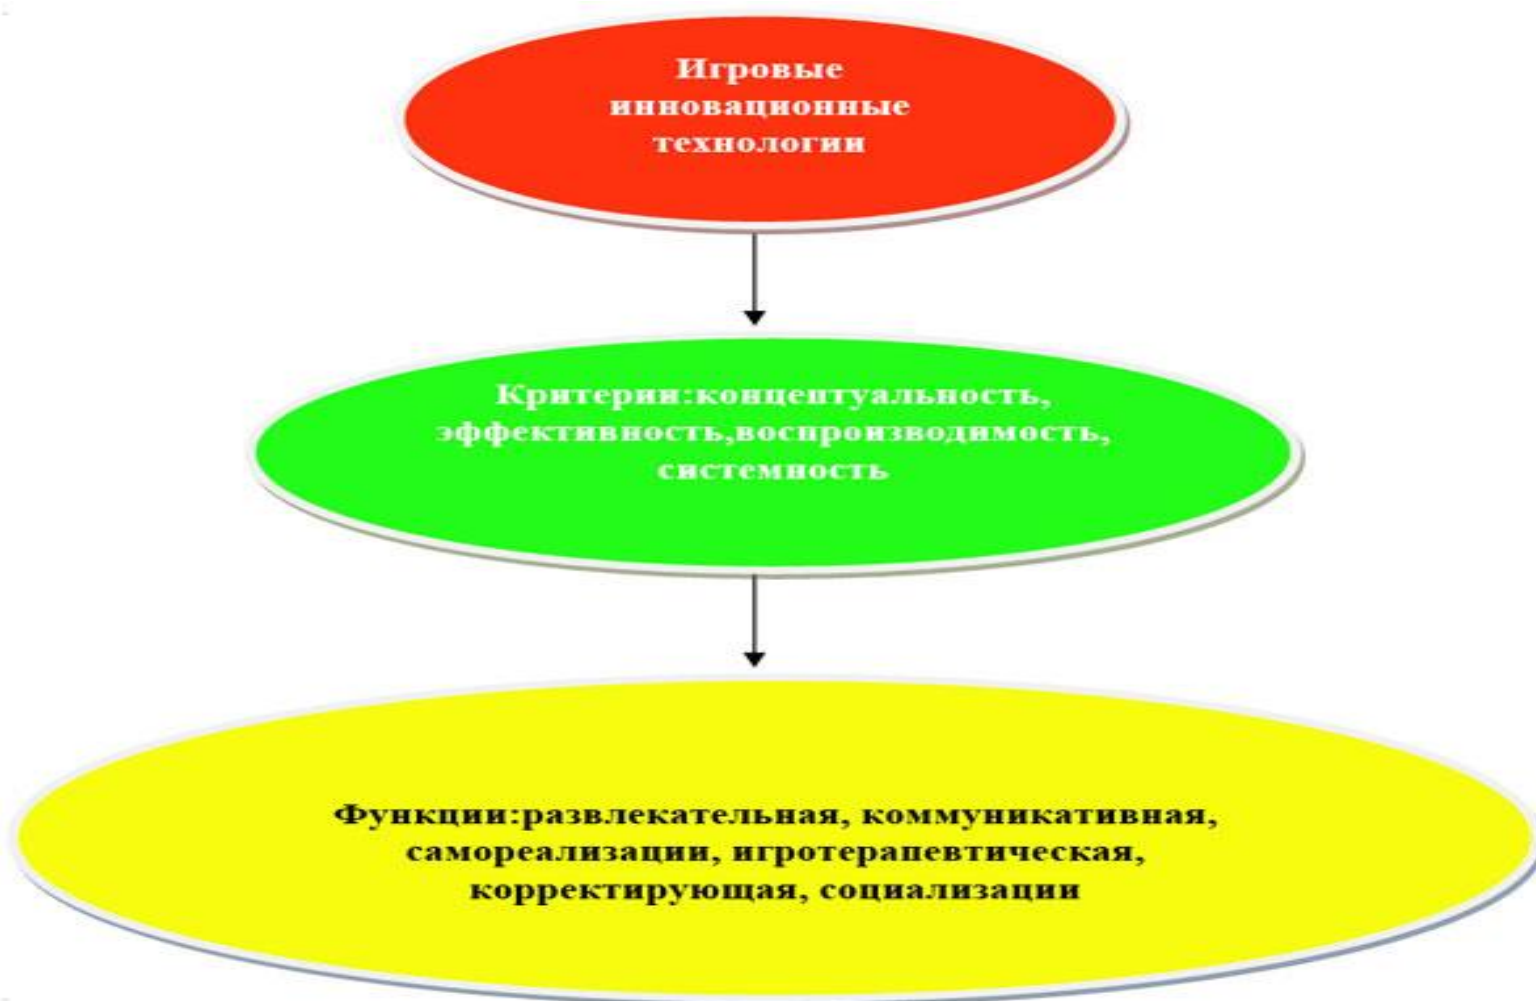 Игровые
инновационные
технологии
Критерии:концептуальность,
эффективность,воспроизводимость,
системность
Функции:развлекательная, коммуникативная,
самореализации, игротерапевтическая,
корректирующая, социализации